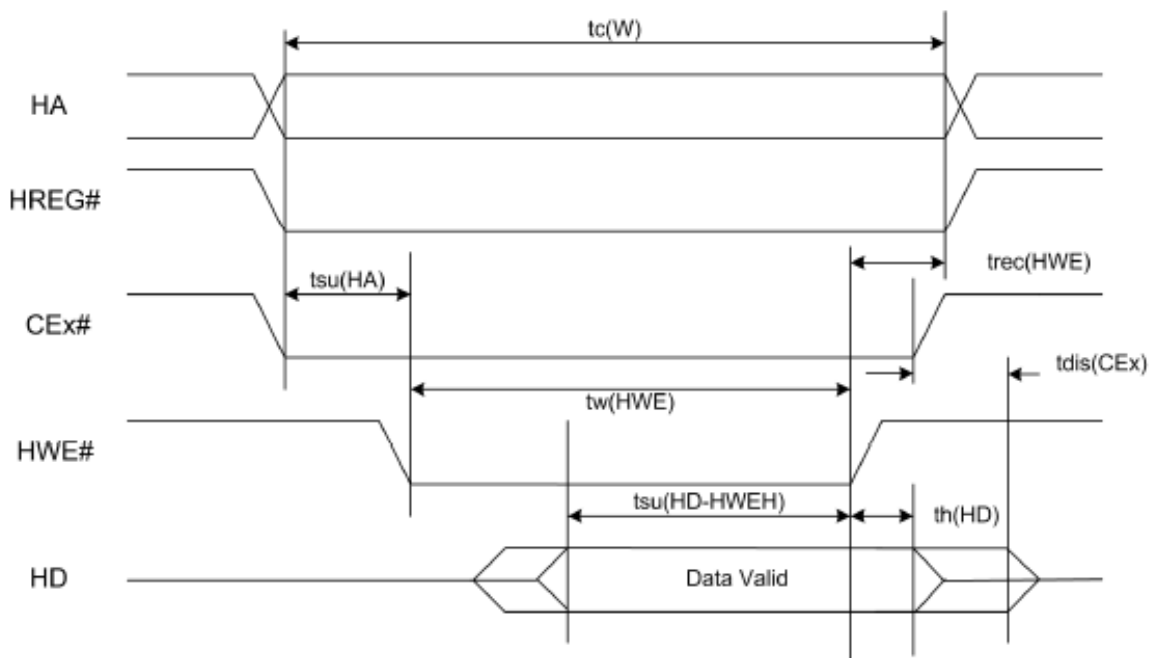 tc(W)
HA
HREG#
trec(HWE)
tsu(HA)
CEx#
tdis(CEx)
tw(HWE)
HWE#
tsu(HD-HWEH)
th(HD)
HD
Data Valid